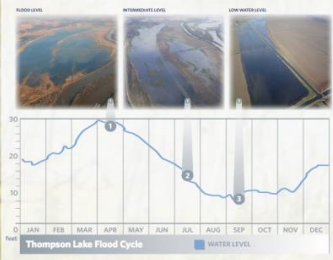 FLOOD LEVEL
INTERMEDIATE LEVEL
LOW WATER LEVEL
30
20
10
0
feet
1
2
3
JAN FEB MAR APR MAY JUN JUL AUG SEP OCT NOV DEC
Thompson Lake Flood Cycle
WATER LEVEL